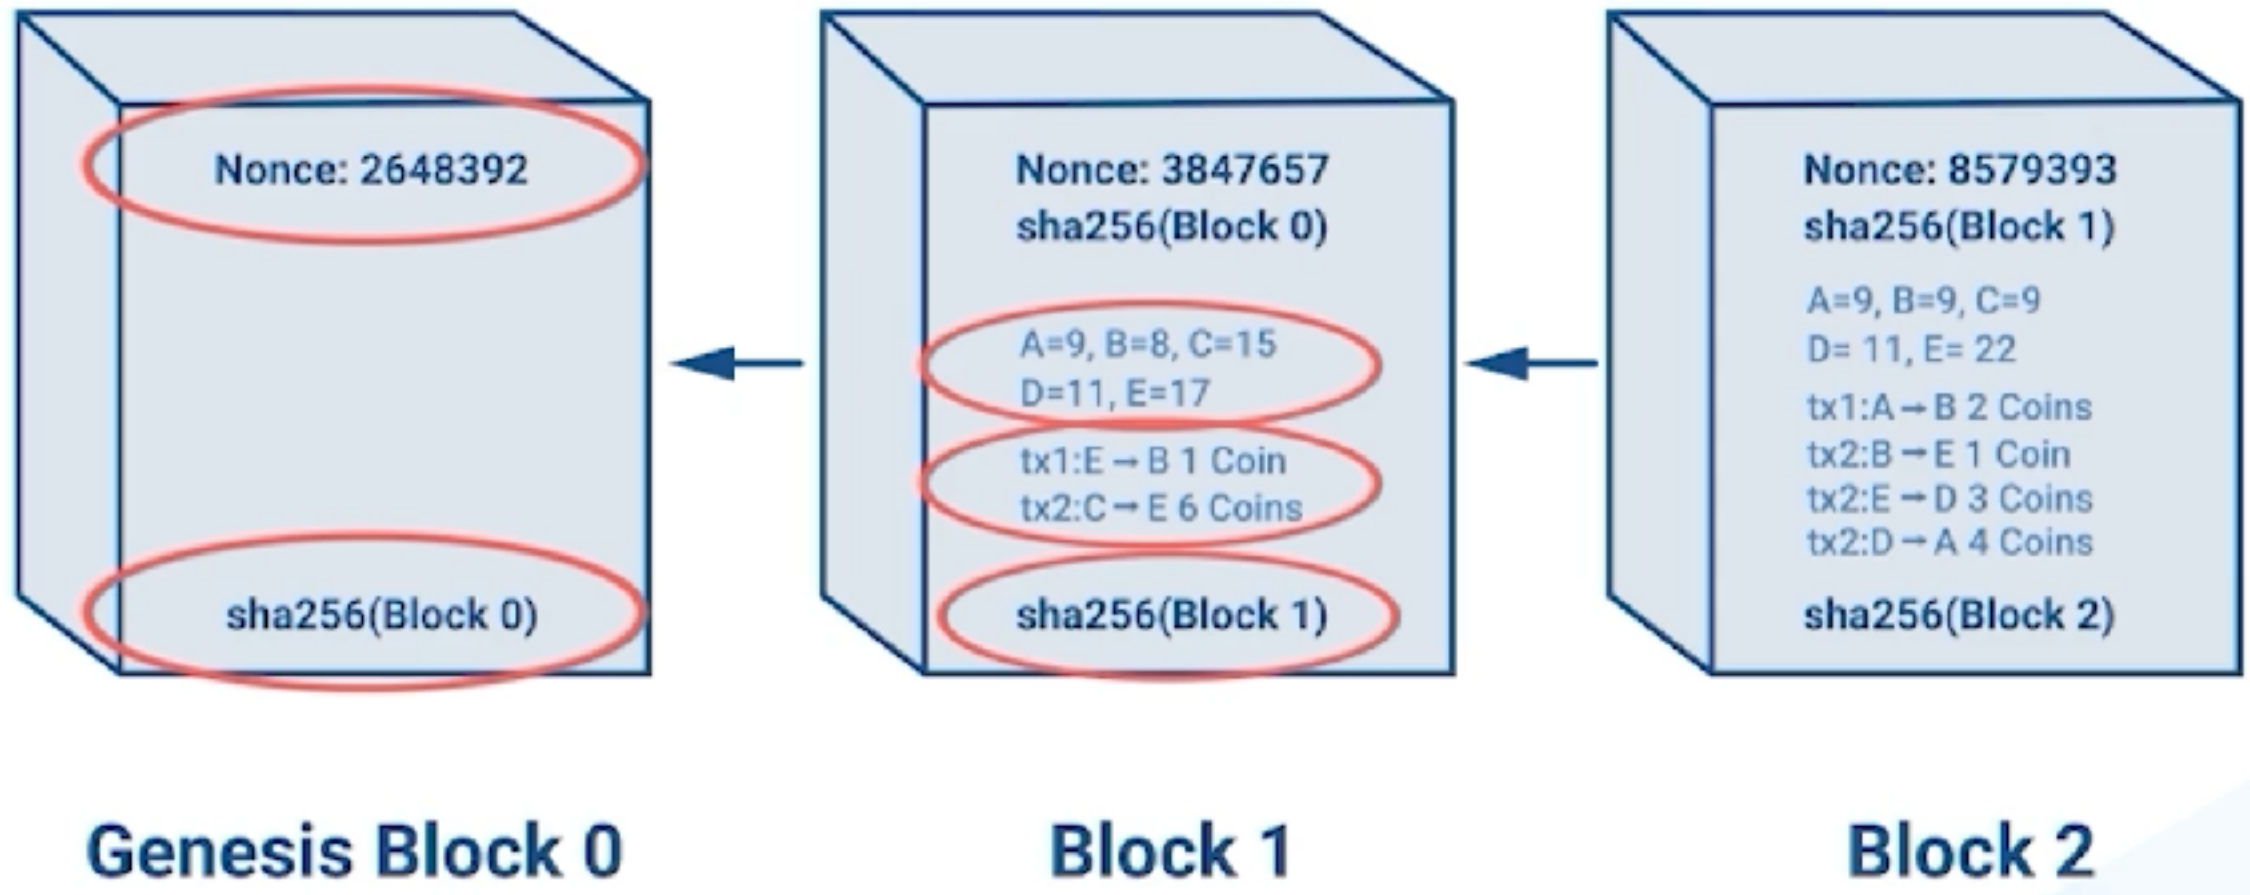 Nonce: 2648392
sha256(Block 0)
Genesis Block 0
Nonce: 3847657
sha256(Block 0)
A=9, B=8, C=15
D=11, E=17
tx1:E→B 1 Coin
tx2:C→E 6 Coins
sha256(Block 1)
Block 1
Nonce: 8579393
sha256(Block 1)
A=9, B=9, C=9
D= 11, E= 22
tx1:A→B 2 Coins
tx2:B→E 1 Coin
tx2:E→D 3 Coins
tx2:D→A 4 Coins
sha256(Block 2)
Block 2